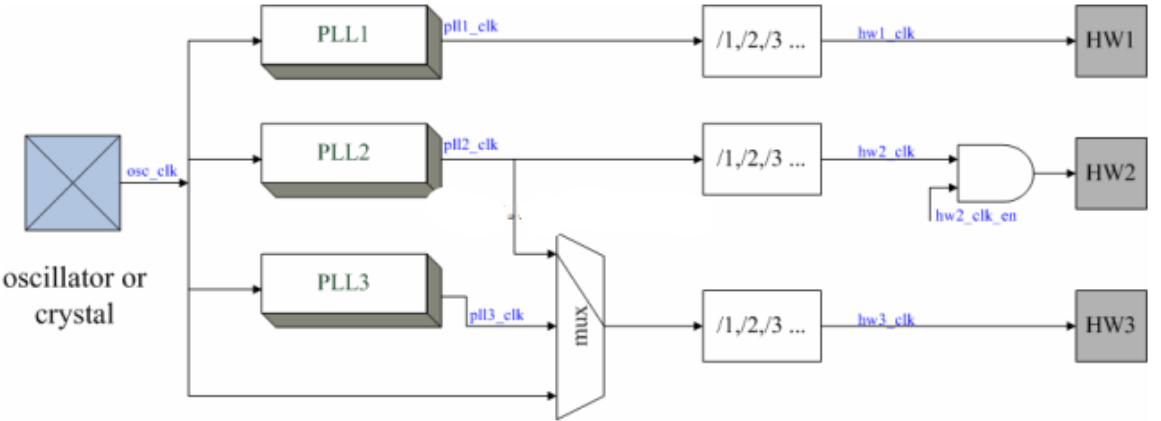 PLL1
pll1_clk
/1,/2,/3 ...
hw1_clk
HW1
osc_clk
PLL2
pll2_clk
/1,/2,/3 ...
hw2_clk
HW2
hw2_clk_en
oscillator or
crystal
PLL3
pll3_clk
mux
/1,/2,/3 ...
hw3_clk
HW3